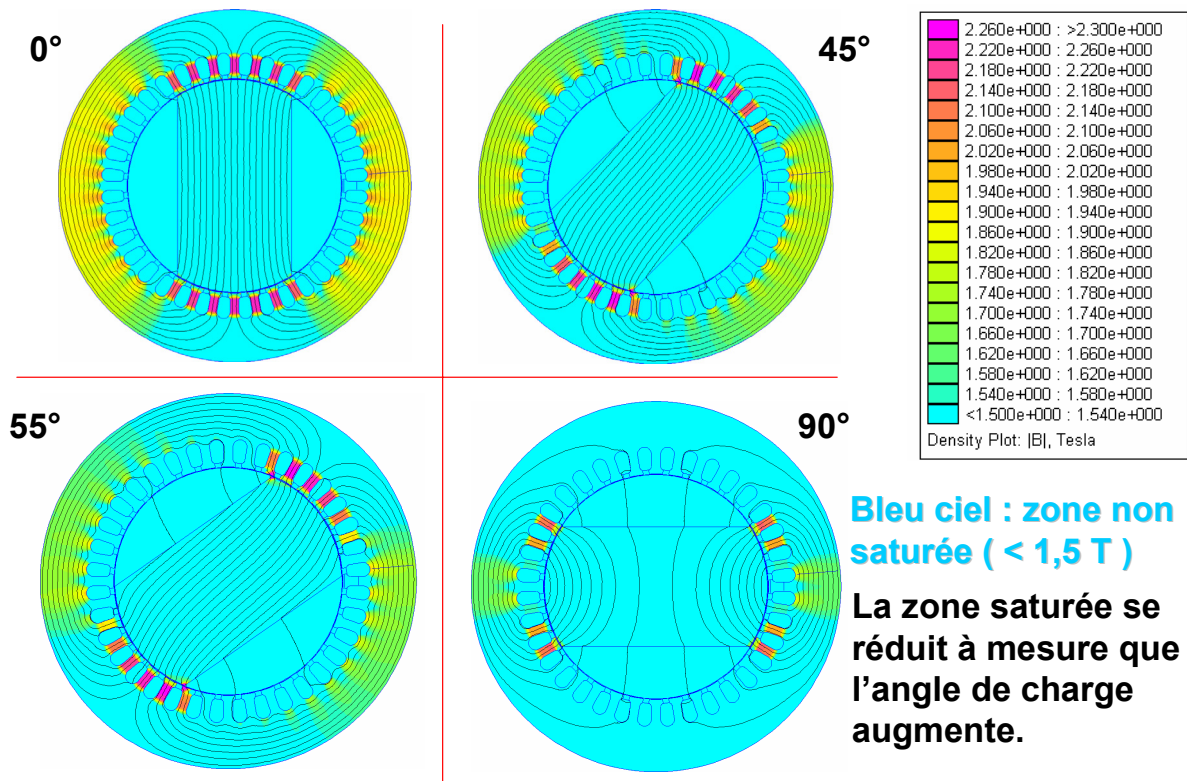 0°
45°
55°
90°
2.260e+000 : >2.300e+000
2.220e+000 : 2.260e+000
2.180e+000 : 2.220e+000
2.140e+000 : 2.180e+000
2.100e+000 : 2.140e+000
2.060e+000 : 2.100e+000
2.020e+000 : 2.060e+000
1.980e+000 : 2.020e+000
1.940e+000 : 1.980e+000
1.900e+000 : 1.940e+000
1.860e+000 : 1.900e+000
1.820e+000 : 1.860e+000
1.780e+000 : 1.820e+000
1.740e+000 : 1.780e+000
1.700e+000 : 1.740e+000
1.660e+000 : 1.700e+000
1.620e+000 : 1.660e+000
1.580e+000 : 1.620e+000
1.540e+000 : 1.580e+000
<1.500e+000 : 1.540e+000
Density Plot: |B|, Tesla
Bleu ciel : zone non
saturée ( < 1,5 T )
La zone saturée se
réduit à mesure que
l’angle de charge
augmente.